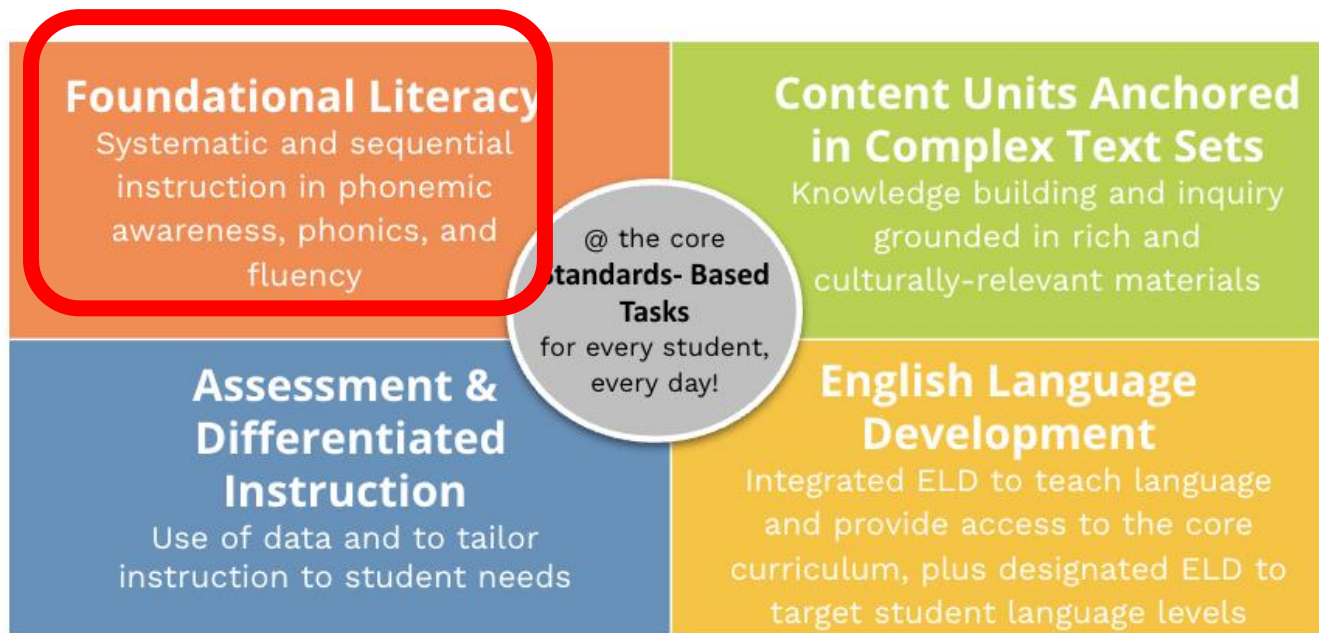 Foundational Literacy
Systematic and sequential
instruction in phonemic
awareness, phonics, and
fluency
Content Units Anchored
in Complex Text Sets
Knowledge building and inquiry
grounded in rich and
culturally-relevant materials
@ the core
Standards- Based
Tasks
for every student,
every day!
Assessment &
Differentiated
Instruction
Use of data and to tailor
instruction to student needs
English Language
Development
Integrated ELD to teach language
and provide access to the core
curriculum, plus designated ELD to
target student language levels